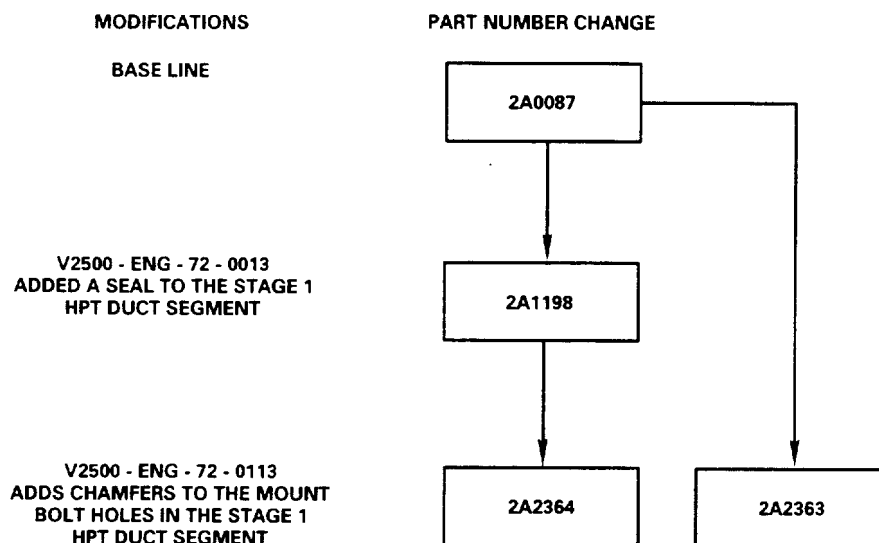 MODIFICATIONS
PART NUMBER CHANGE
BASE LINE
2A0087
V2500 - ENG - 72 - 0013
ADDED A SEAL TO THE STAGE 1
HPT DUCT SEGMENT
2A1198
V2500 - ENG - 72 - 0113
ADDS CHAMFERS TO THE MOUNT
BOLT HOLES IN THE STAGE 1
HPT DUCT SEGMENT
2A2364
2A2363